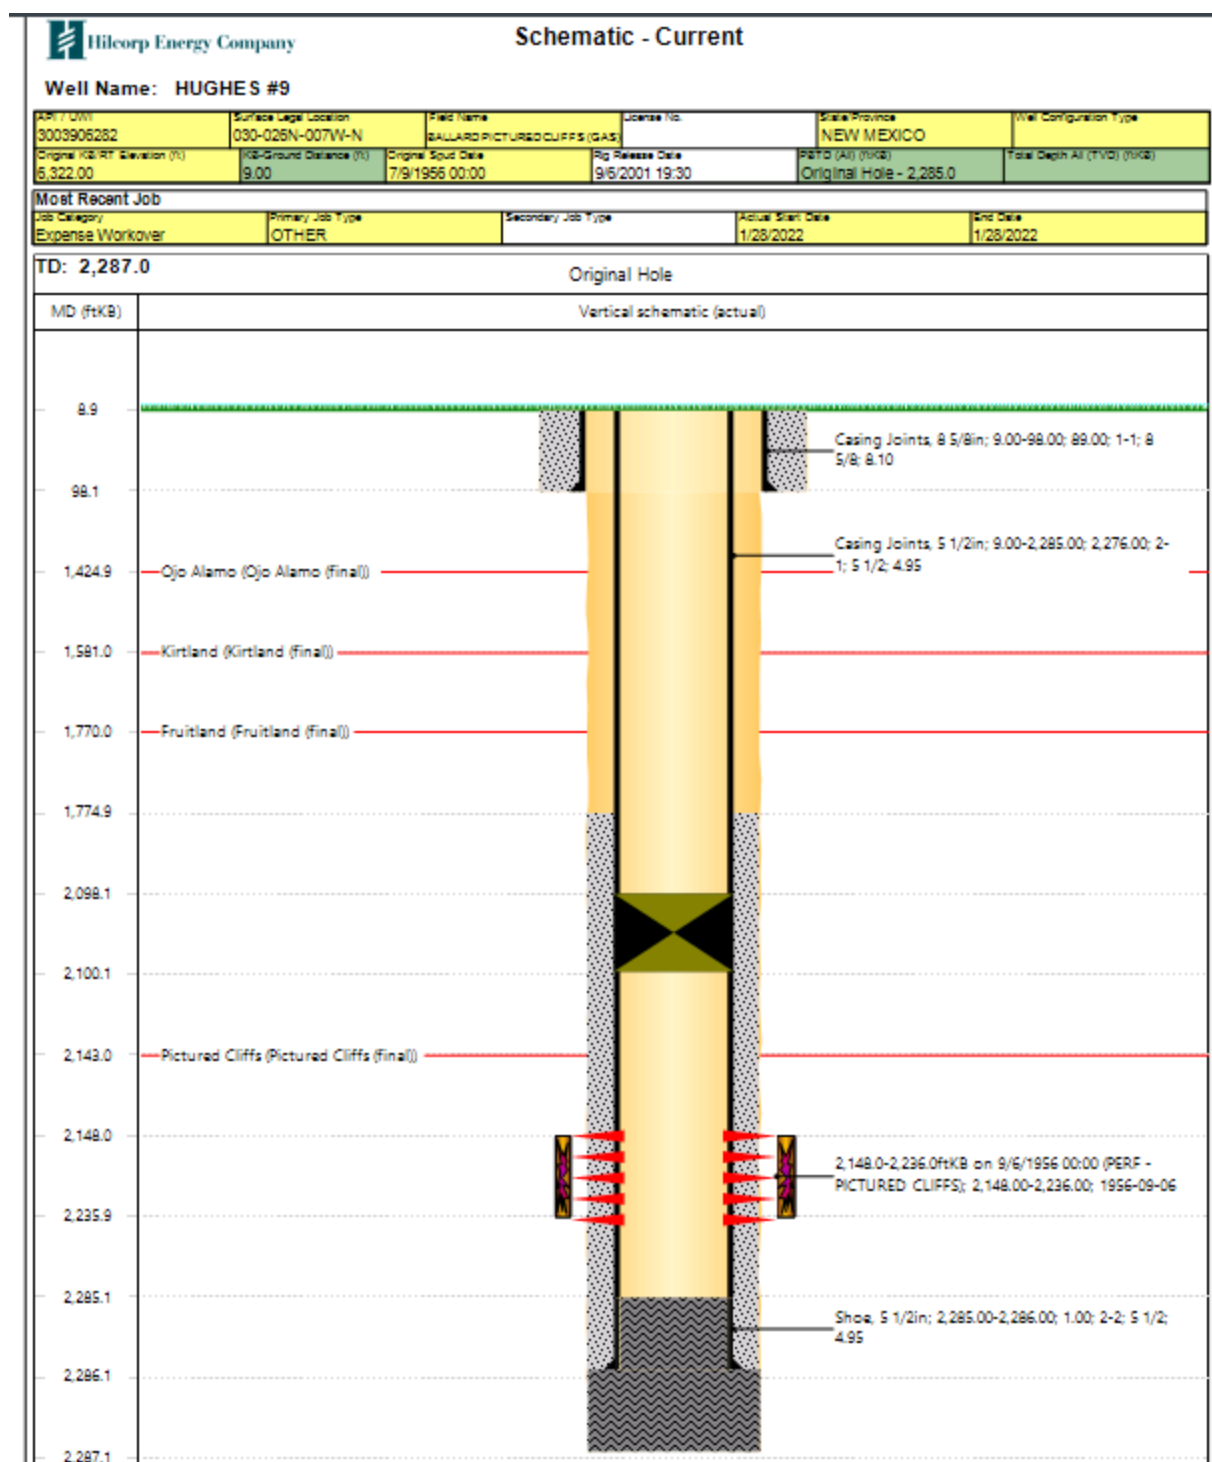 Hilcorp Energy Company
Schematic - Current
Well Name: HUGHES #9
API / UWI
Surface Legal Location
Field Name
License No.
State/Province
Well Configuration Type
3003906282
030-026N-007W-N
BALLARD PICTURED CLIFFS (GAS)
NEW MEXICO
Original KB/RT Elevation (ft)
KB-Ground Distance (ft)
Original Spud Date
Rig Release Date
PBTD (All) (ftKB)
Total Depth All (TVD) (ftKB)
6,322.00
9.00
7/9/1956 00:00
9/6/2001 19:30
Original Hole - 2,285.0
Most Recent Job
Job Category
Primary Job Type
Secondary Job Type
Actual Start Date
End Date
Expense Workover
OTHER
1/28/2022
1/28/2022
TD: 2,287.0
Original Hole
MD (ftKB)
Vertical schematic (actual)
8.9
Casing Joints, 8 5/8in; 9.00-98.00; 89.00; 1-1; 8
5/8; 8.10
98.1
Casing Joints, 5 1/2in; 9.00-2,285.00; 2,276.00; 2-
1; 5 1/2; 4.95
1,424.9
Ojo Alamo (Ojo Alamo (final))
1,581.0
Kirtland (Kirtland (final))
1,770.0
Fruitland (Fruitland (final))
1,774.9
2,098.1
2,100.1
2,143.0
Pictured Cliffs (Pictured Cliffs (final))
2,148.0
2,148.0-2,236.0ftKB on 9/6/1956 00:00 (PERF -
PICTURED CLIFFS); 2,148.00-2,236.00; 1956-09-06
2,235.9
2,285.1
Shoe, 5 1/2in; 2,285.00-2,286.00; 1.00; 2-2; 5 1/2;
4.95
2,286.1
2,287.1